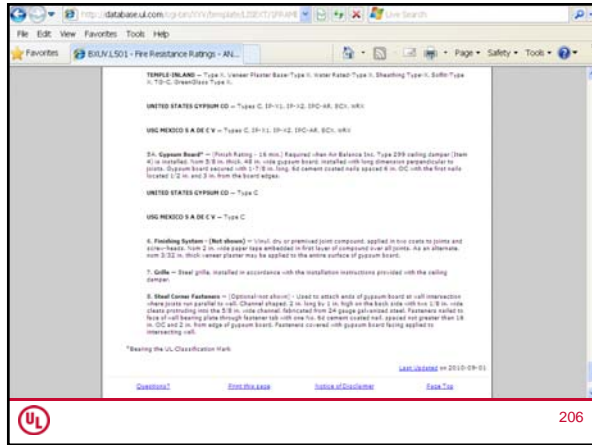 http://database.ul.com/cgi-bin/XYV/template/LISEXT/1FRAME
Live Search
File Edit View Favorites Tools Help
Favorites BXUV.L501 - Fire Resistance Ratings - AN...
Page Safety Tools
TEMPLE-INLAND — Type X, Veneer Plaster Base-Type X, Water Rated-Type X, Sheathing Type-X, Soffit-Type
X, TG-C, GreenGlass Type X.
UNITED STATES GYPSUM CO — Types C, IP-X1, IP-X2, IPC-AR, SCX, WRX
USG MEXICO S A DE C V — Types C, IP-X1, IP-X2, IPC-AR, SCX, WRX
5A. Gypsum Board* — (Finish Rating - 16 min.) Required when Air Balance Inc. Type 299 ceiling damper (Item
4) is installed. Nom 5/8 in. thick, 48 in. wide gypsum board, installed with long dimension perpendicular to
joists. Gypsum board secured with 1-7/8 in. long, 6d cement coated nails spaced 6 in. OC with the first nails
located 1/2 in. and 3 in. from the board edges.
UNITED STATES GYPSUM CO — Type C
USG MEXICO S A DE C V — Type C
6. Finishing System - (Not shown) — Vinyl, dry or premixed joint compound, applied in two coats to joints and
screw-heads. Nom 2 in. wide paper tape embedded in first layer of compound over all joints. As an alternate,
nom 3/32 in. thick veneer plaster may be applied to the entire surface of gypsum board.
7. Grille — Steel grille, installed in accordance with the installation instructions provided with the ceiling
damper.
8. Steel Corner Fasteners — (Optional-not shown) - Used to attach ends of gypsum board at wall intersection
where joists run parallel to wall. Channel shaped, 2 in. long by 1 in. high on the back side with two 1/8 in. wide
cleats protruding into the 5/8 in. wide channel, fabricated from 24 gauge galvanized steel. Fasteners nailed to
face of wall bearing plate through fastener tab with one No. 6d cement coated nail, spaced not greater than 16
in. OC and 2 in. from edge of gypsum board. Fasteners covered with gypsum board facing applied to
intersecting wall.
*Bearing the UL Classification Mark
Last Updated on 2010-09-01
Questions? Print this page Notice of Disclaimer Page Top
UL
206